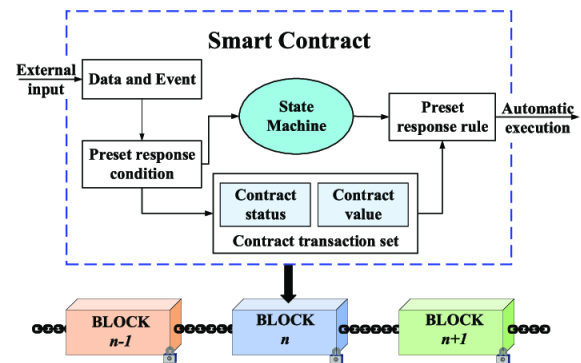 Smart Contract
External
input
Data and Event
State
Machine
Preset
response rule
Automatic
execution
Preset response
condition
Contract
status
Contract
value
Contract transaction set
BLOCK
n-1
BLOCK
n
BLOCK
n+1